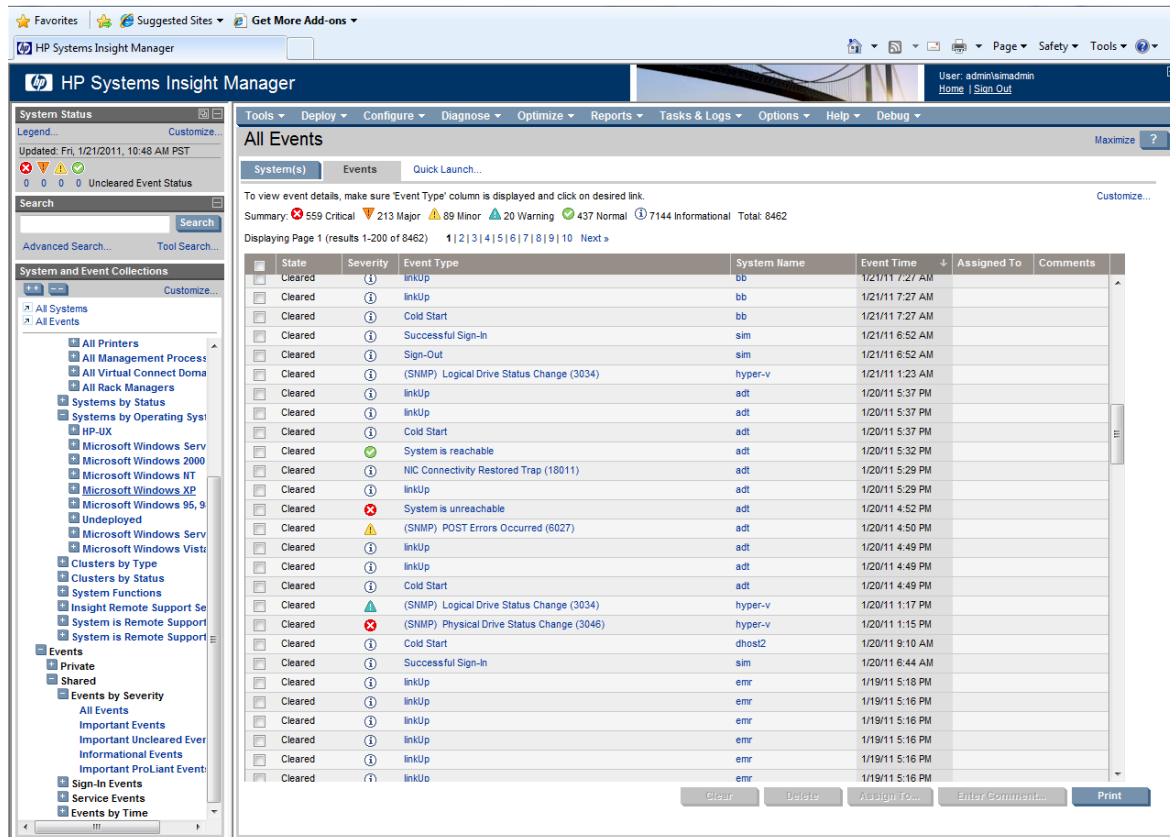 Favorites Suggested Sites Get More Add-ons
HP Systems Insight Manager
Page Safety Tools
HP Systems Insight Manager
User: admin\simadmin
Home | Sign Out
System Status
Legend... Customize...
Updated: Fri, 1/21/2011, 10:48 AM PST
0 0 0 0 Uncleared Event Status
Search
Search
Advanced Search... Tool Search...
System and Event Collections
Customize...
All Systems
All Events
All Printers
All Management Process
All Virtual Connect Doma
All Rack Managers
Systems by Status
Systems by Operating Syst
HP-UX
Microsoft Windows Serv
Microsoft Windows 2000
Microsoft Windows NT
Microsoft Windows XP
Microsoft Windows 95, 9
Undeployed
Microsoft Windows Serv
Microsoft Windows Vista
Clusters by Type
Clusters by Status
System Functions
Insight Remote Support Se
System is Remote Support
System is Remote Support
Events
Private
Shared
Events by Severity
All Events
Important Events
Important Uncleared Ever
Informational Events
Important ProLiant Events
Sign-In Events
Service Events
Events by Time
Tools Deploy Configure Diagnose Optimize Reports Tasks & Logs Options Help Debug
All Events
Maximize ?
System(s) Events Quick Launch...
To view event details, make sure 'Event Type' column is displayed and click on desired link.
Customize...
Summary: 559 Critical 213 Major 89 Minor 20 Warning 437 Normal 7144 Informational Total: 8462
Displaying Page 1 (results 1-200 of 8462) 1|2|3|4|5|6|7|8|9|10 Next »
State Severity Event Type System Name Event Time Assigned To Comments
Cleared linkUp bb 1/21/11 7:27 AM
Cleared linkUp bb 1/21/11 7:27 AM
Cleared Cold Start bb 1/21/11 7:27 AM
Cleared Successful Sign-In sim 1/21/11 6:52 AM
Cleared Sign-Out sim 1/21/11 6:52 AM
Cleared (SNMP) Logical Drive Status Change (3034) hyper-v 1/21/11 1:23 AM
Cleared linkUp adt 1/20/11 5:37 PM
Cleared linkUp adt 1/20/11 5:37 PM
Cleared Cold Start adt 1/20/11 5:37 PM
Cleared System is reachable adt 1/20/11 5:32 PM
Cleared NIC Connectivity Restored Trap (18011) adt 1/20/11 5:29 PM
Cleared linkUp adt 1/20/11 5:29 PM
Cleared System is unreachable adt 1/20/11 4:52 PM
Cleared (SNMP) POST Errors Occurred (6027) adt 1/20/11 4:50 PM
Cleared linkUp adt 1/20/11 4:49 PM
Cleared linkUp adt 1/20/11 4:49 PM
Cleared Cold Start adt 1/20/11 4:49 PM
Cleared (SNMP) Logical Drive Status Change (3034) hyper-v 1/20/11 1:17 PM
Cleared (SNMP) Physical Drive Status Change (3046) hyper-v 1/20/11 1:15 PM
Cleared Cold Start dhost2 1/20/11 9:10 AM
Cleared Successful Sign-In sim 1/20/11 6:44 AM
Cleared linkUp emr 1/19/11 5:18 PM
Cleared linkUp emr 1/19/11 5:16 PM
Cleared linkUp emr 1/19/11 5:16 PM
Cleared linkUp emr 1/19/11 5:16 PM
Cleared linkUp emr 1/19/11 5:16 PM
Cleared linkUp emr 1/19/11 5:16 PM
Clear Delete Assign To... Enter Comment... Print